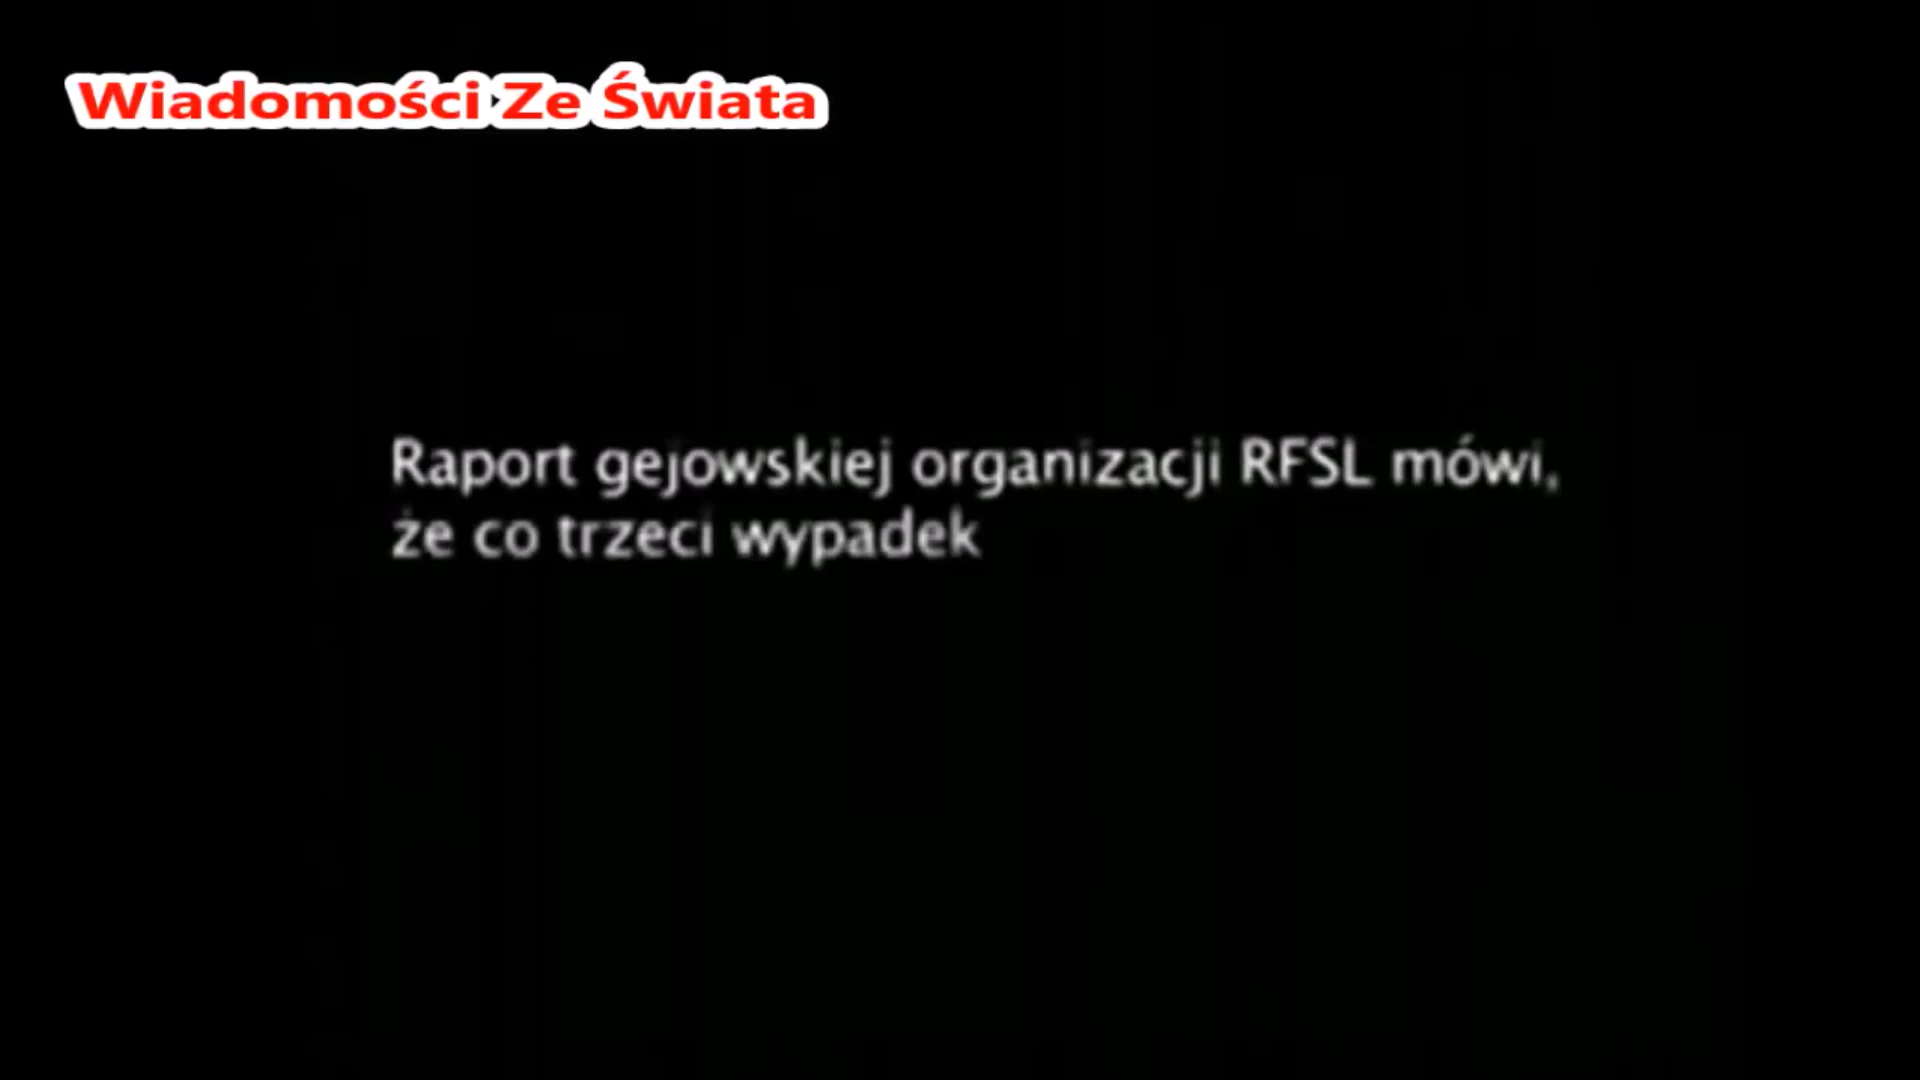 Wiadomości Ze Świata
Raport gejowskiej organizacji RFSL mówi,
że co trzeci wypadek